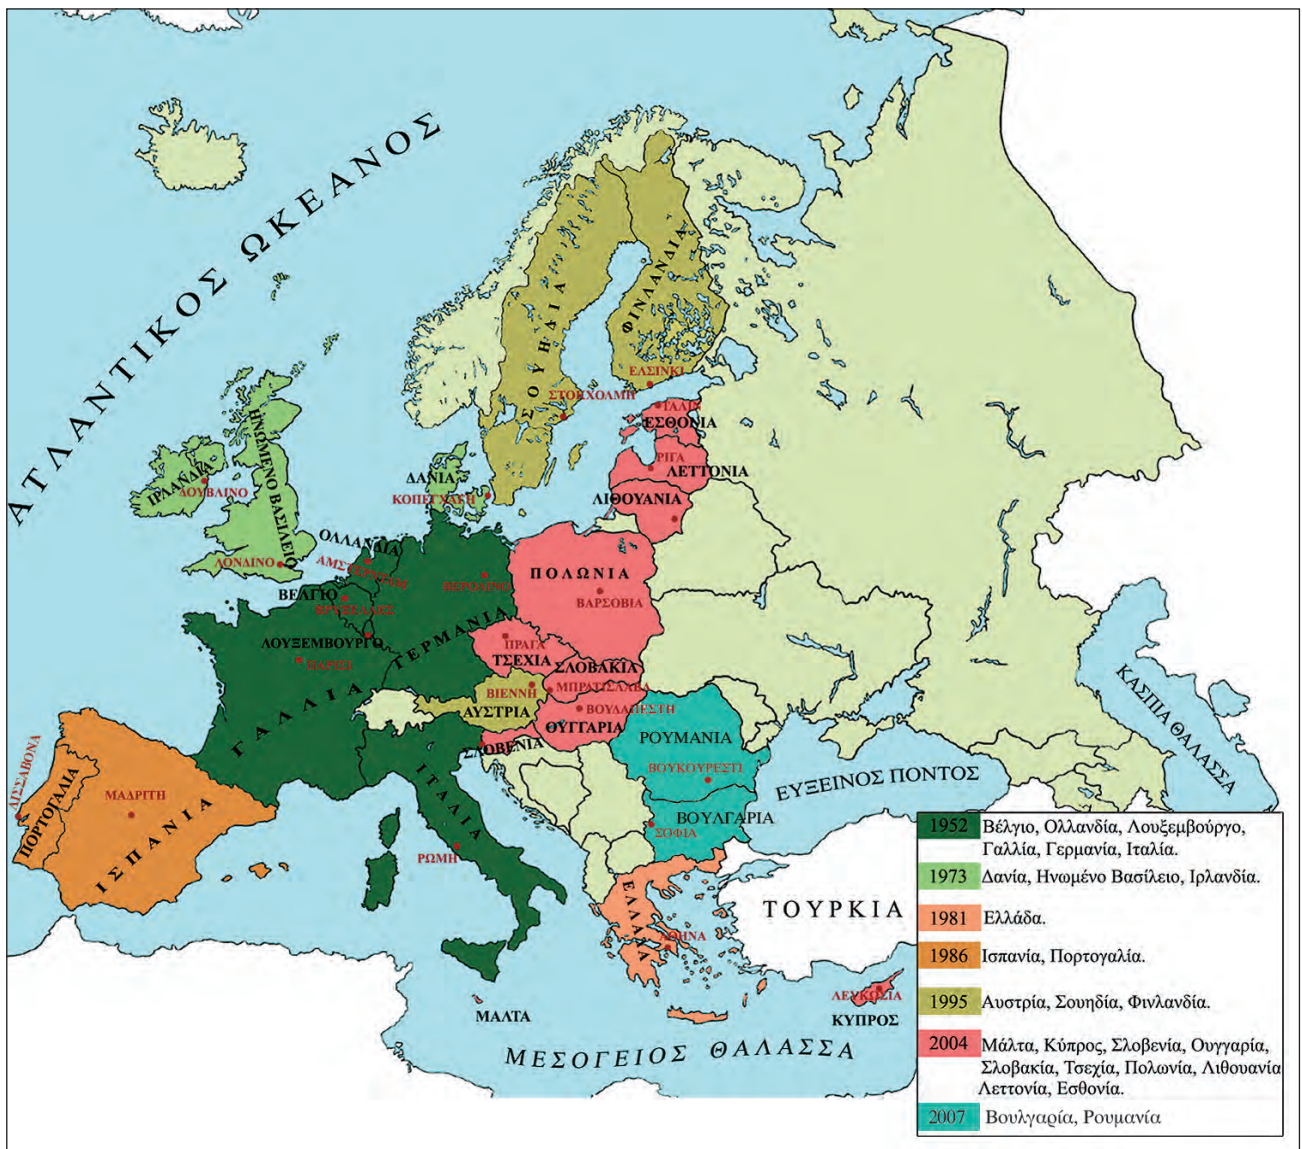 ΑΤΛΑΝΤΙΚΟΣ ΩΚΕΑΝΟΣ
ΣΟΥΗΔΙΑ
ΦΙΝΛΑΝΔΙΑ
ΕΛΣΙΝΚΙ
ΣΤΟΚΧΟΛΜΗ
ΤΑΛΙΝ
ΕΣΘΟΝΙΑ
ΡΙΓΑ
ΛΕΤΤΟΝΙΑ
ΛΙΘΟΥΑΝΙΑ
ΗΝΩΜΕΝΟ ΒΑΣΙΛΕΙΟ
ΙΡΛΑΝΔΙΑ
ΔΟΥΒΛΙΝΟ
ΛΟΝΔΙΝΟ
ΔΑΝΙΑ
ΚΟΠΕΓΧΑΓΗ
ΟΛΛΑΝΔΙΑ
ΑΜΣΤΕΡΝΤΑΜ
ΒΕΛΓΙΟ
ΒΡΥΞΕΛΛΕΣ
ΒΕΡΟΛΙΝΟ
ΠΟΛΩΝΙΑ
ΒΑΡΣΟΒΙΑ
ΛΟΥΞΕΜΒΟΥΡΓΟ
ΠΑΡΙΣΙ
ΓΕΡΜΑΝΙΑ
ΓΑΛΛΙΑ
ΠΡΑΓΑ
ΤΣΕΧΙΑ
ΣΛΟΒΑΚΙΑ
ΜΠΡΑΤΙΣΛΑΒΑ
ΒΙΕΝΝΗ
ΑΥΣΤΡΙΑ
ΒΟΥΔΑΠΕΣΤΗ
ΟΥΓΓΑΡΙΑ
ΣΛΟΒΕΝΙΑ
ΡΟΥΜΑΝΙΑ
ΒΟΥΚΟΥΡΕΣΤΙ
ΒΟΥΛΓΑΡΙΑ
ΣΟΦΙΑ
ΕΥΞΕΙΝΟΣ ΠΟΝΤΟΣ
ΚΑΣΠΙΑ ΘΑΛΑΣΣΑ
ΛΙΣΣΑΒΟΝΑ
ΠΟΡΤΟΓΑΛΙΑ
ΜΑΔΡΙΤΗ
ΙΣΠΑΝΙΑ
ΙΤΑΛΙΑ
ΡΩΜΗ
ΕΛΛΑΔΑ
ΑΘΗΝΑ
ΤΟΥΡΚΙΑ
ΛΕΥΚΩΣΙΑ
ΚΥΠΡΟΣ
ΜΑΛΤΑ
ΜΕΣΟΓΕΙΟΣ ΘΑΛΑΣΣΑ
1952 Βέλγιο, Ολλανδία, Λουξεμβούργο,
Γαλλία, Γερμανία, Ιταλία.
1973 Δανία, Ηνωμένο Βασίλειο, Ιρλανδία.
1981 Ελλάδα.
1986 Ισπανία, Πορτογαλία.
1995 Αυστρία, Σουηδία, Φινλανδία.
2004 Μάλτα, Κύπρος, Σλοβενία, Ουγγαρία,
Σλοβακία, Τσεχία, Πολωνία, Λιθουανία
Λεττονία, Εσθονία.
2007 Βουλγαρία, Ρουμανία